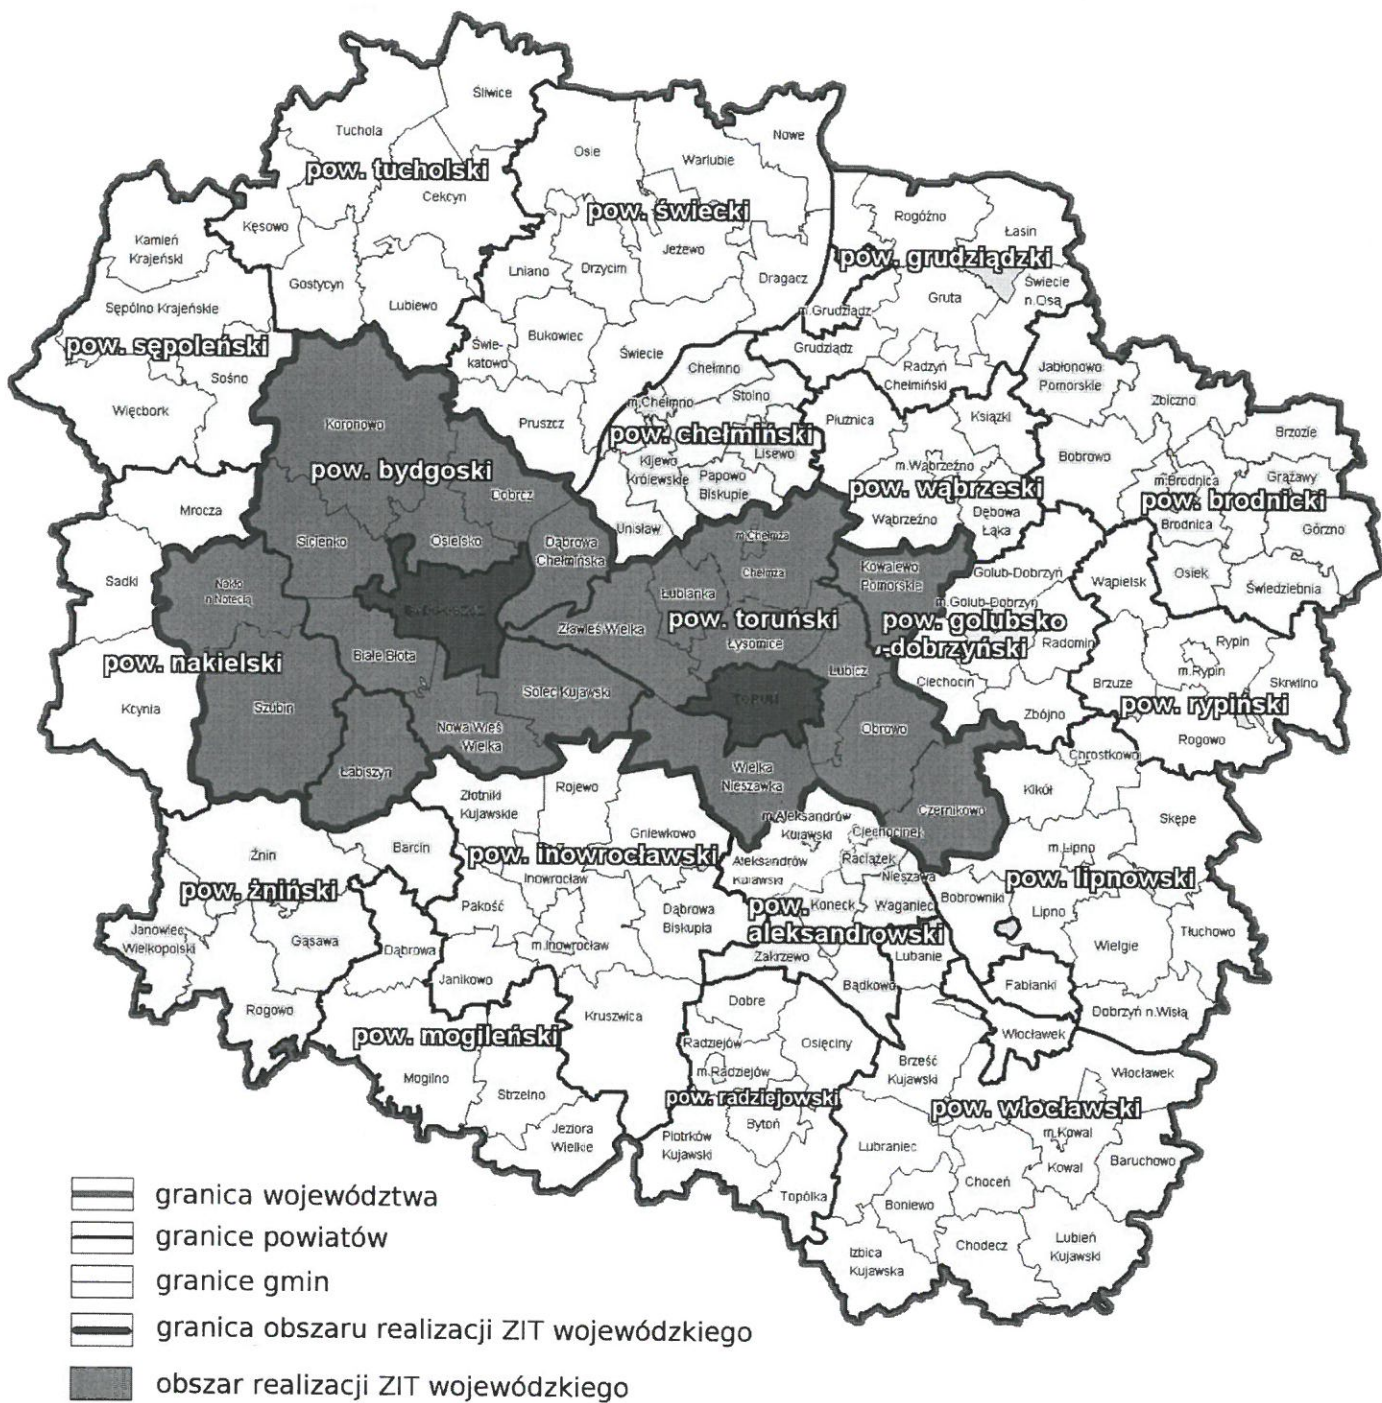 Śliwice
Tuchola
pow. tucholski
Cekcyn
Kęsowo
Gostycyn
Lubiewo
Nowe
Osie
Warlubie
pow. świecki
Jeżewo
Lniano
Drzycim
Dragacz
Bukowiec
Świe-
katowo
Świecie
Pruszcz
Rogóźno
Łasin
pow. grudziądzki
Świecie
n.Osą
Gruta
m.Grudziądz
Grudziądz
Radzyń
Chełmiński
Kamień
Krajeński
Sępólno Krajeńskie
pow. sępoleński
Sośno
Więcbork
Chełmno
m.Chełmno
Stolno
pow. chełmiński
Lisewo
Kijewo
Królewskie
Papowo
Biskupie
Unisław
Płużnica
Książki
m.Wąbrzeźno
pow. wąbrzeski
Wąbrzeźno
Dębowa
Łąka
Jabłonowo
Pomorskie
Zbiczno
Brzozie
Bobrowo
m.Brodnica
Grążawy
pow. brodnicki
Brodnica
Górzno
Osiek
Świedziebnia
Koronowo
pow. bydgoski
Dobrcz
Sicienko
Osielsko
Dąbrowa
Chełmińska
Białe Błota
Solec Kujawski
Nowa Wieś
Wielka
Mrocza
Sadki
Nakło
n.Notecią
pow. nakielski
Kcynia
Szubin
Łabiszyn
m.Chełmża
Chełmża
Łubianka
pow. toruński
Zławieś Wielka
Łysomice
Lubicz
TORUŃ
Obrowo
Wielka
Nieszawka
Czernikowo
Kowalewo
Pomorskie
Golub-Dobrzyń
m.Golub-Dobrzyń
pow. golubsko
-dobrzyński
Radomin
Ciechocin
Zbójno
Wąpielsk
Rypin
m.Rypin
Brzuze
Skrwilno
pow. rypiński
Rogowo
Chrostkowo
Kikół
Skępe
m.Lipno
pow. lipnowski
Bobrowniki
Lipno
Wielgie
Tłuchowo
Fabianki
Dobrzyń n.Wisłą
Złotniki
Kujawskie
Rojewo
Gniewkowo
pow. inowrocławski
Inowrocław
Pakość
Dąbrowa
Biskupia
m.Inowrocław
Janikowo
Kruszwica
m.Aleksandrów
Kujawski
Ciechocinek
Aleksandrów
Kujawski
Raciążek
Nieszawa
pow.
aleksandrowski
Koneck
Waganiec
Zakrzewo
Bądkowo
Lubanie
Żnin
Barcin
pow. żniński
Janowiec
Wielkopolski
Gąsawa
Rogowo
Dąbrowa
pow. mogileński
Mogilno
Strzelno
Jeziora
Wielkie
Dobre
Radziejów
Osięciny
m.Radziejów
pow. radziejowski
Bytoń
Piotrków
Kujawski
Topólka
Włocławek
Brześć
Kujawski
Włocławek
pow. włocławski
m.Kowal
Lubraniec
Kowal
Baruchowo
Choceń
Boniewo
Izbica
Kujawska
Chodecz
Lubień
Kujawski
granica województwa
granice powiatów
granice gmin
granica obszaru realizacji ZIT wojewódzkiego
obszar realizacji ZIT wojewódzkiego